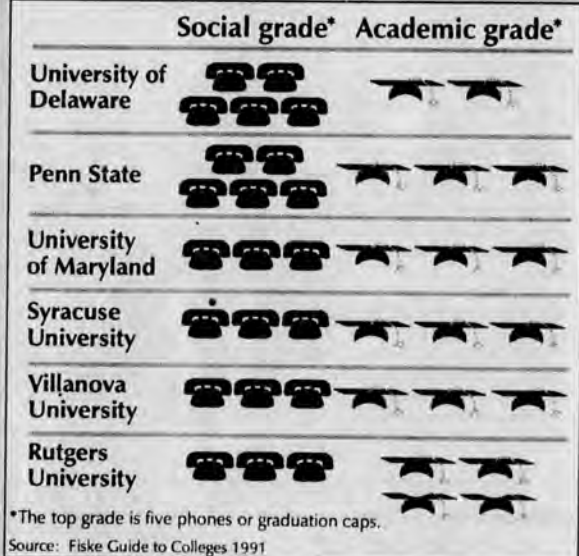 Social grade* Academic grade*
University of
Delaware
Penn State
University
of Maryland
Syracuse
University
Villanova
University
Rutgers
University
*The top grade is five phones or graduation caps.
Source: Fiske Guide to Colleges 1991